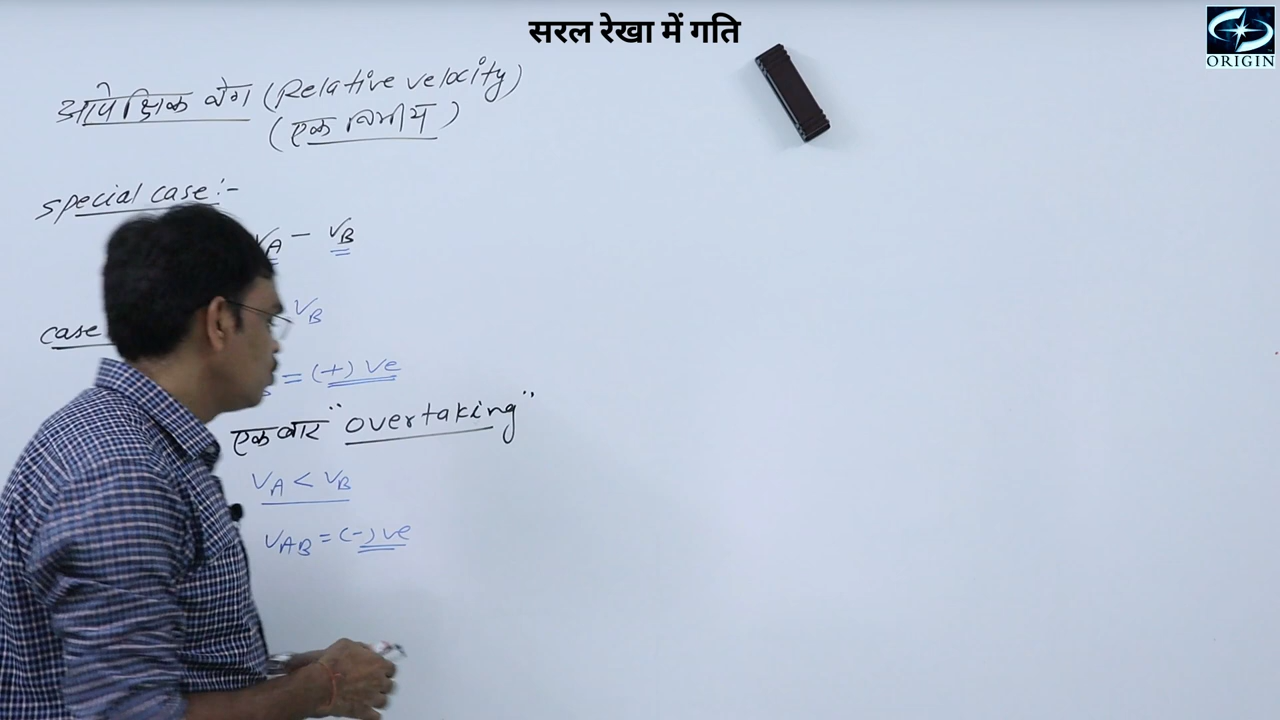 सरल रेखा में गति
ORIGIN
आपेक्षिक वेग (Relative velocity)
(एक विमीय)
special case:-
VA - VB
VB
case
= (+) ve
एक बार "overtaking"
VA < VB
VAB = (-) ve